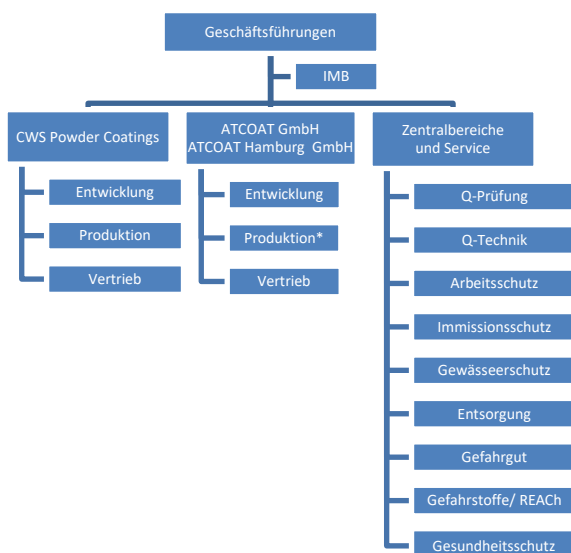 Geschäftsführungen
IMB
CWS Powder Coatings
Entwicklung
Produktion
Vertrieb
ATCOAT GmbH
ATCOAT Hamburg GmbH
Entwicklung
Produktion*
Vertrieb
Zentralbereiche
und Service
Q-Prüfung
Q-Technik
Arbeitsschutz
Immissionsschutz
Gewässeerschutz
Entsorgung
Gefahrgut
Gefahrstoffe/ REACh
Gesundheitsschutz